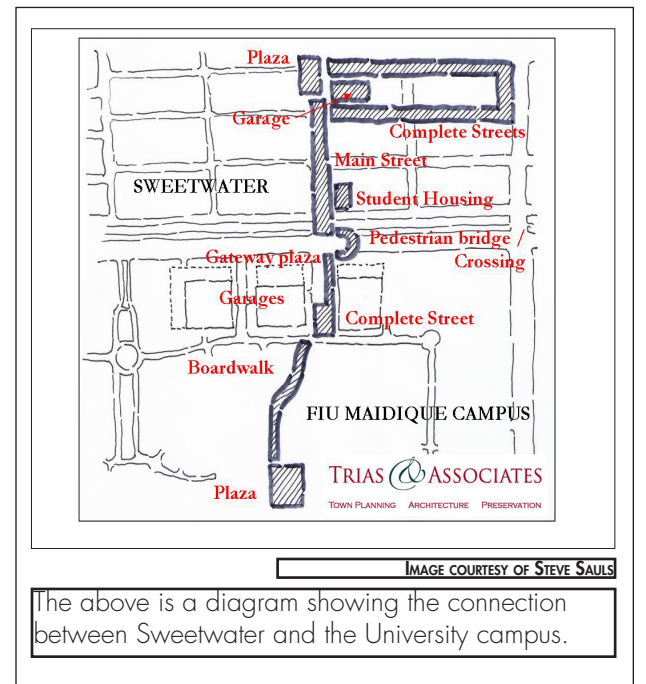 Plaza
Garage
Complete Streets
Main Street
SWEETWATER
Student Housing
Pedestrian bridge /
Crossing
Gateway plaza
Garages
Complete Street
Boardwalk
FIU MAIDIQUE CAMPUS
Plaza
TRIAS & ASSOCIATES
TOWN PLANNING ARCHITECTURE PRESERVATION
IMAGE COURTESY OF STEVE SAULS
The above is a diagram showing the connection
between Sweetwater and the University campus.